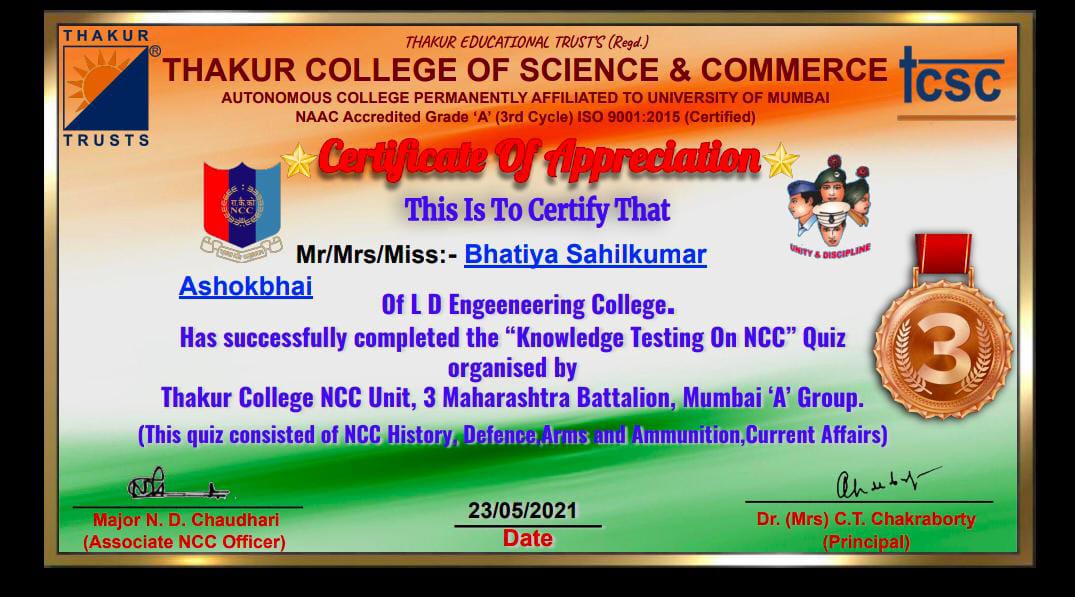 THAKUR
®
TRUSTS
THAKUR EDUCATIONAL TRUST'S (Regd.)
THAKUR COLLEGE OF SCIENCE & COMMERCE
AUTONOMOUS COLLEGE PERMANENTLY AFFILIATED TO UNIVERSITY OF MUMBAI
NAAC Accredited Grade ‘A’ (3rd Cycle) ISO 9001:2015 (Certified)
tcsc
Certificate Of Appreciation
रा.कै.को
NCC
This Is To Certify That
UNITY & DISCIPLINE
Mr/Mrs/Miss:- Bhatiya Sahilkumar
Ashokbhai
Of L D Engeeneering College.
3
Has successfully completed the “Knowledge Testing On NCC” Quiz
organised by
Thakur College NCC Unit, 3 Maharashtra Battalion, Mumbai ‘A’ Group.
(This quiz consisted of NCC History, Defence,Arms and Ammunition,Current Affairs)
Major N. D. Chaudhari
(Associate NCC Officer)
23/05/2021
Date
Dr. (Mrs) C.T. Chakraborty
(Principal)